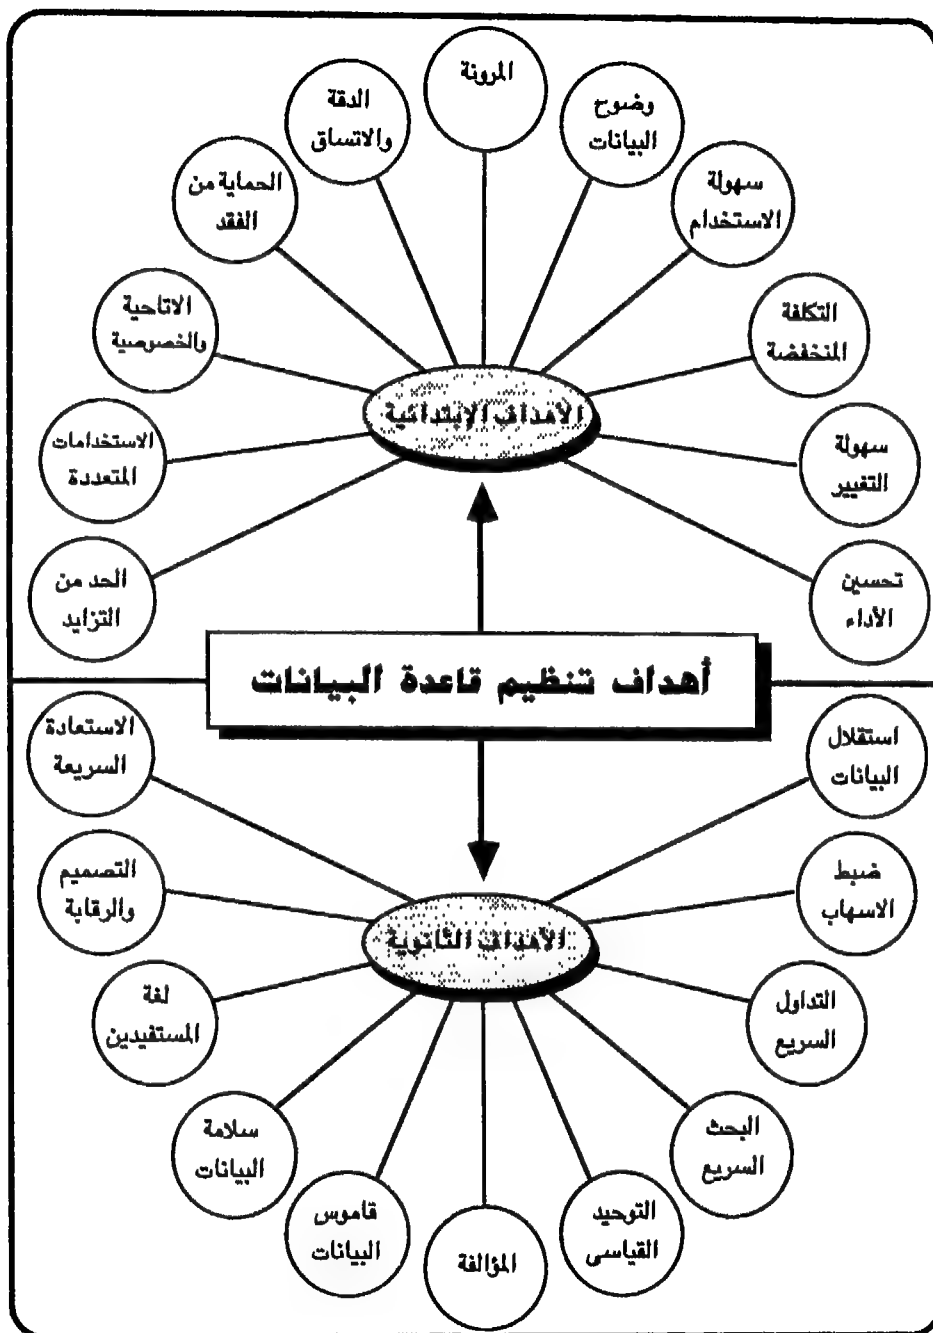 المرونة
وضوح
البيانات
الدقة
والاتساق
سهولة
الاستخدام
الحماية من
الفقد
التكلفة
المنخفضة
الاتاحية
والخصوصية
الأهداف الإبتدائية
سهولة
التغيير
الاستخدامات
المتعددة
تحسين
الأداء
الحد من
التزايد
أهداف تنظيم قاعدة البيانات
استقلال
البيانات
الاستعادة
السريعة
ضبط
الاسهاب
التصميم
والرقابة
الأهداف الثانوية
التداول
السريع
لغة
المستفيدين
البحث
السريع
سلامة
البيانات
التوحيد
القياسى
قاموس
البيانات
المؤالفة